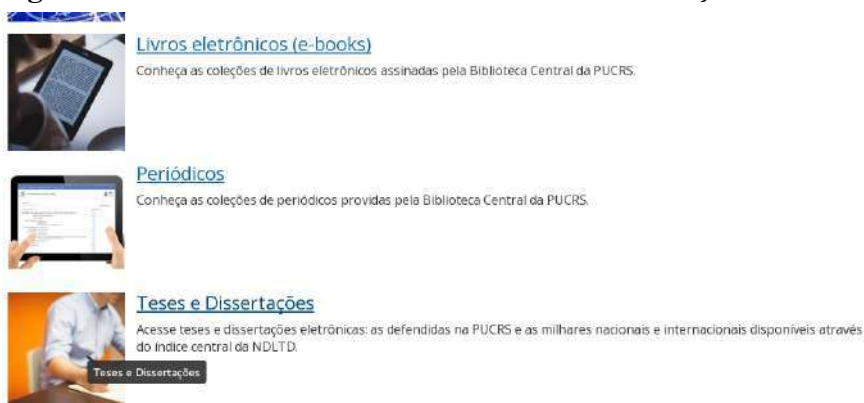 Livros eletrônicos (e-books)
Conheça as coleções de livros eletrônicos assinadas pela Biblioteca Central da PUCRS.
Periódicos
Conheça as coleções de periódicos providas pela Biblioteca Central da PUCRS.
Teses e Dissertações
Acesse teses e dissertações eletrônicas: as defendidas na PUCRS e as milhares nacionais e internacionais disponíveis através
do índice central da NDLTD.
Teses e Dissertações